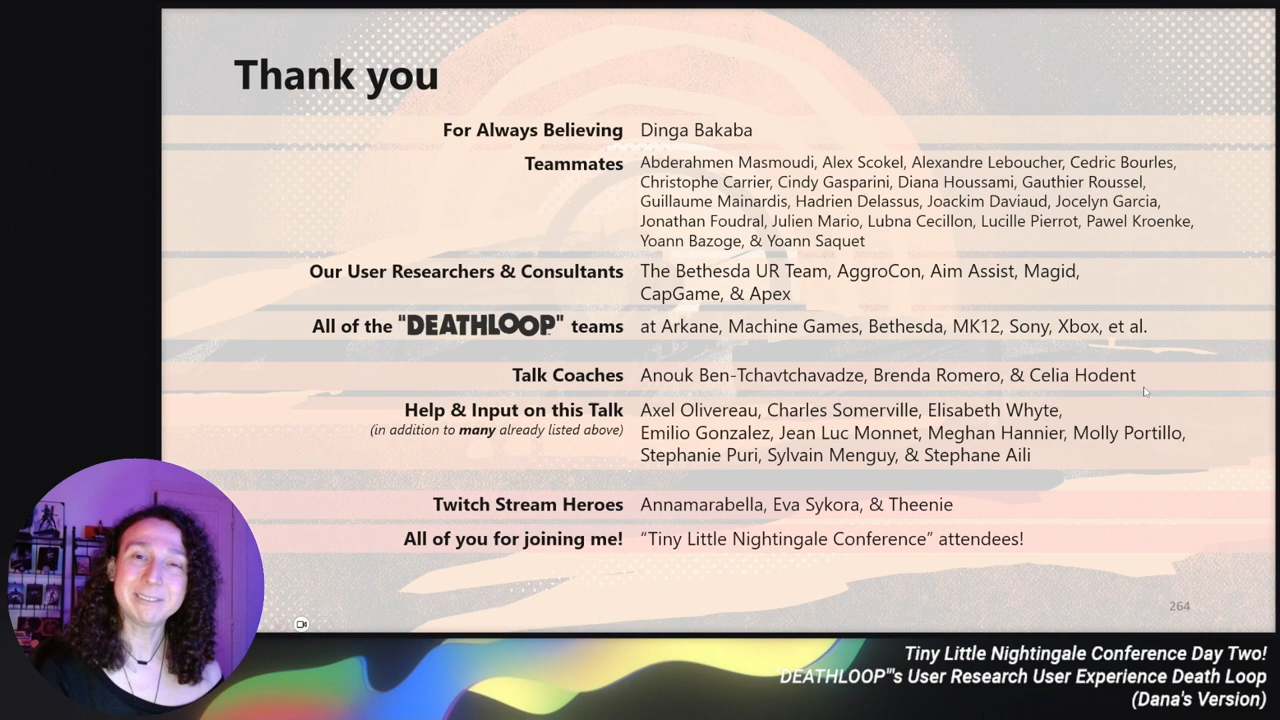 Thank you
For Always Believing Dinga Bakaba
Teammates Abderahmen Masmoudi, Alex Scokel, Alexandre Leboucher, Cedric Bourles,
Christophe Carrier, Cindy Gasparini, Diana Houssami, Gauthier Roussel,
Guillaume Mainardis, Hadrien Delassus, Joackim Daviaud, Jocelyn Garcia,
Jonathan Foudral, Julien Mario, Lubna Cecillon, Lucille Pierrot, Pawel Kroenke,
Yoann Bazoge, & Yoann Saquet
Our User Researchers & Consultants The Bethesda UR Team, AggroCon, Aim Assist, Magid,
CapGame, & Apex
All of the "DEATHLOOP" teams at Arkane, Machine Games, Bethesda, MK12, Sony, Xbox, et al.
Talk Coaches Anouk Ben-Tchavtchavadze, Brenda Romero, & Celia Hodent
Help & Input on this Talk Axel Olivereau, Charles Somerville, Elisabeth Whyte,
(in addition to many already listed above) Emilio Gonzalez, Jean Luc Monnet, Meghan Hannier, Molly Portillo,
Stephanie Puri, Sylvain Menguy, & Stephane Aili
Twitch Stream Heroes Annamarabella, Eva Sykora, & Theenie
All of you for joining me! “Tiny Little Nightingale Conference” attendees!
264
Tiny Little Nightingale Conference Day Two!
"DEATHLOOP"'s User Research User Experience Death Loop
(Dana's Version)